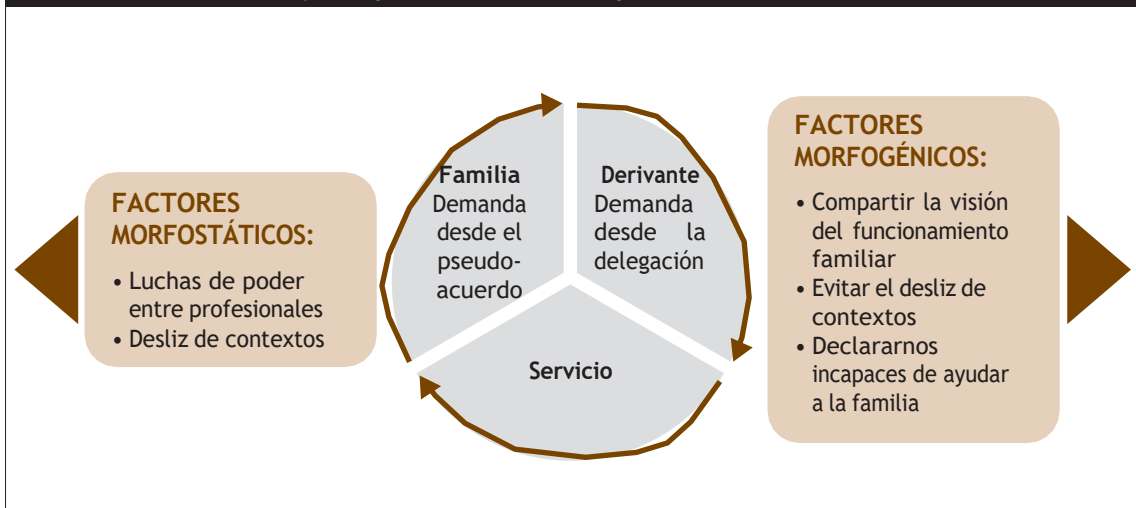 FACTORES
MORFOSTÁTICOS:
• Luchas de poder
entre profesionales
• Desliz de contextos
Familia
Demanda
desde el
pseudo-
acuerdo
Derivante
Demanda
desde la
delegación
Servicio
FACTORES
MORFOGÉNICOS:
• Compartir la visión
del funcionamiento
familiar
• Evitar el desliz de
contextos
• Declararnos
incapaces de ayudar
a la familia